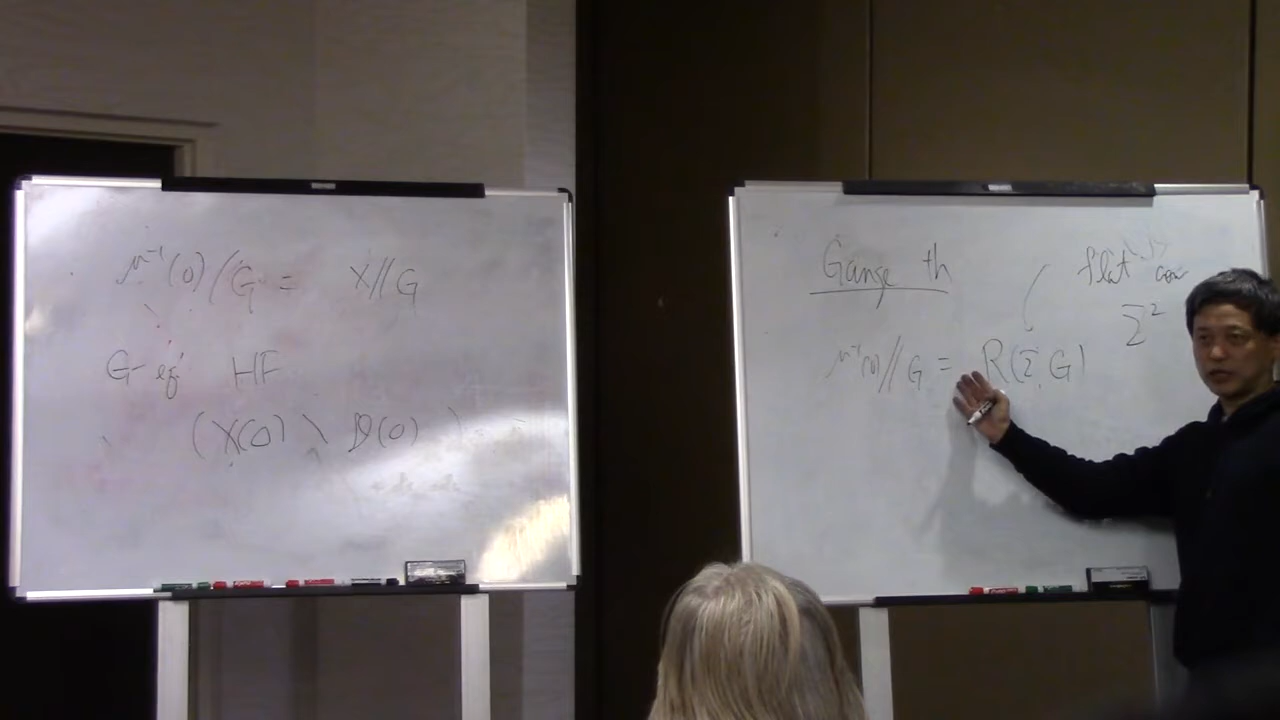 μ⁻¹(0)/G = X//G
G-eq HF
(X(0) \ D(0))
Gauge th
flat con
Σ²
μ⁻¹(0)//G = R(Σ, G)